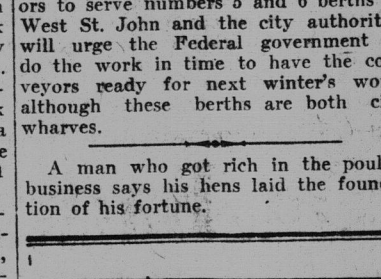 ors to serve numbers 5 and 6 berths
West St. John and the city authorit
will urge the Federal government
do the work in time to have the co
veyors ready for next winter's wo
although these berths are both c
wharves.
A man who got rich in the poul
business says his hens laid the foun
tion of his fortune.